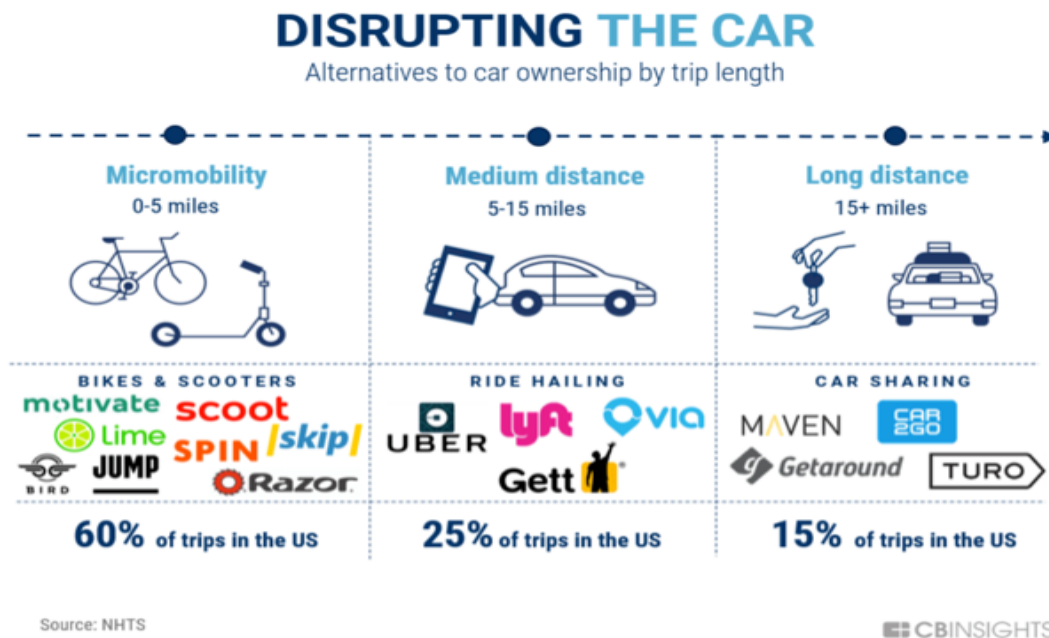 DISRUPTING THE CAR
Alternatives to car ownership by trip length
Micromobility
0-5 miles
Medium distance
5-15 miles
Long distance
15+ miles
BIKES & SCOOTERS
motivate
SCOOT
Lime
SPIN
/skip/
BIRD
JUMP
Razor
RIDE HAILING
UBER
lyft
via
Gett
CAR SHARING
MAVEN
CAR2GO
Getaround
TURO
60% of trips in the US
25% of trips in the US
15% of trips in the US
Source: NHTS
CBINSIGHTS